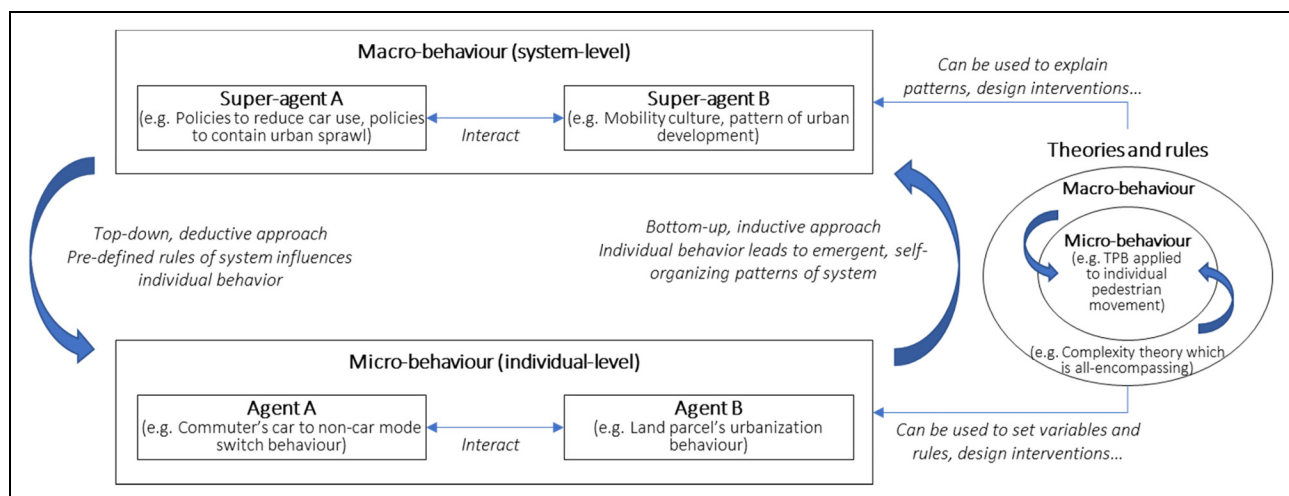 Macro-behaviour (system-level)
Super-agent A
(e.g. Policies to reduce car use, policies
to contain urban sprawl)
Interact
Super-agent B
(e.g. Mobility culture, pattern of urban
development)
Can be used to explain
patterns, design interventions...
Top-down, deductive approach
Pre-defined rules of system influences
individual behavior
Bottom-up, inductive approach
Individual behavior leads to emergent, self-
organizing patterns of system
Theories and rules
Macro-behaviour
Micro-behaviour
(e.g. TPB applied
to individual
pedestrian
movement)
(e.g. Complexity theory which
is all-encompassing)
Micro-behaviour (individual-level)
Agent A
(e.g. Commuter's car to non-car mode
switch behaviour)
Interact
Agent B
(e.g. Land parcel's urbanization
behaviour)
Can be used to set variables and
rules, design interventions...